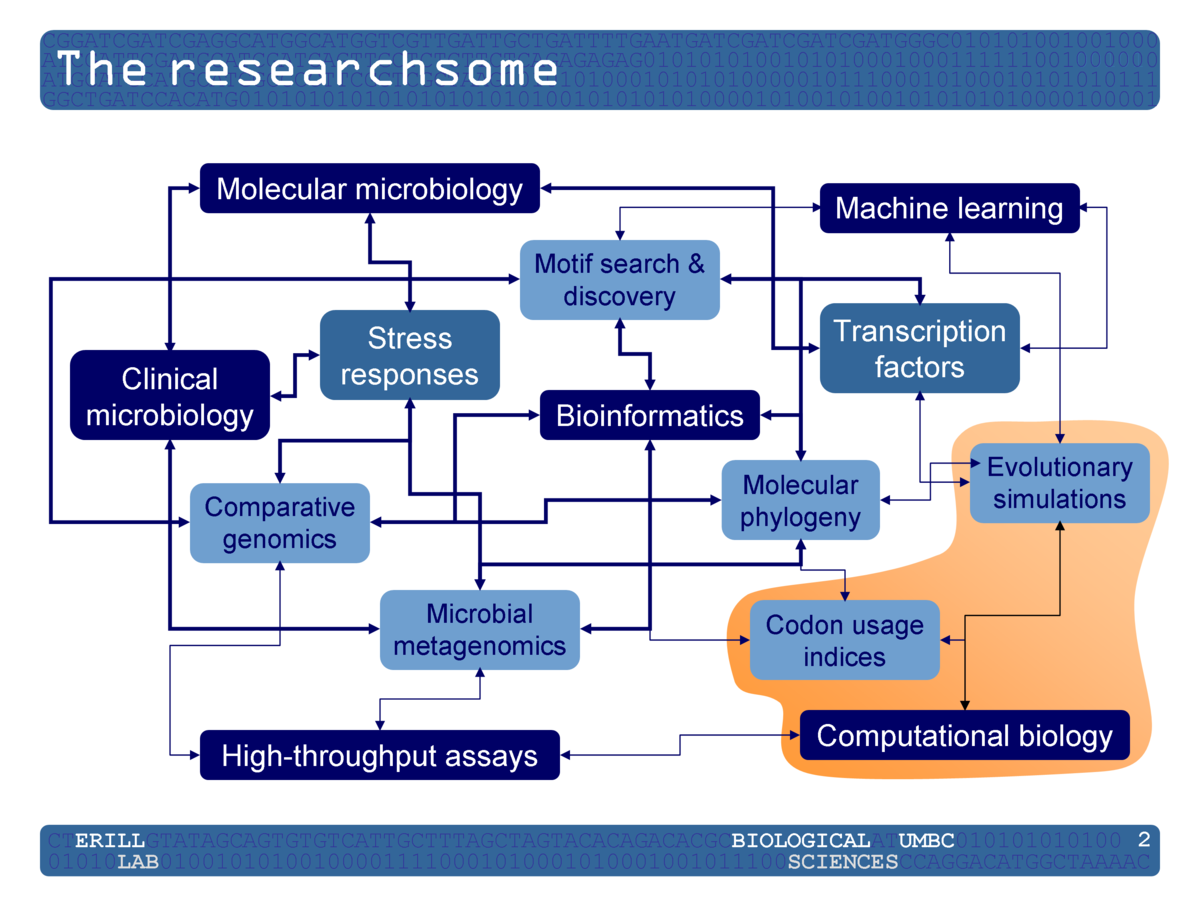 The researchsome
Molecular microbiology
Machine learning
Motif search &
discovery
Stress
responses
Transcription
factors
Clinical
microbiology
Bioinformatics
Evolutionary
simulations
Molecular
phylogeny
Comparative
genomics
Microbial
metagenomics
Codon usage
indices
High-throughput assays
Computational biology
ERILL
LAB
BIOLOGICAL
SCIENCES
UMBC
2